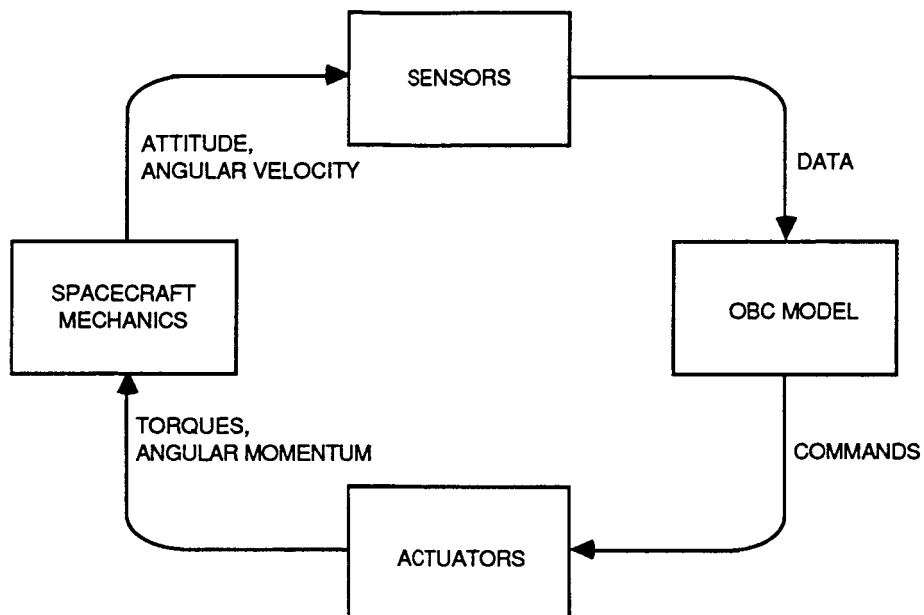 SENSORS
ATTITUDE,
ANGULAR VELOCITY
DATA
SPACECRAFT
MECHANICS
OBC MODEL
TORQUES,
ANGULAR MOMENTUM
COMMANDS
ACTUATORS